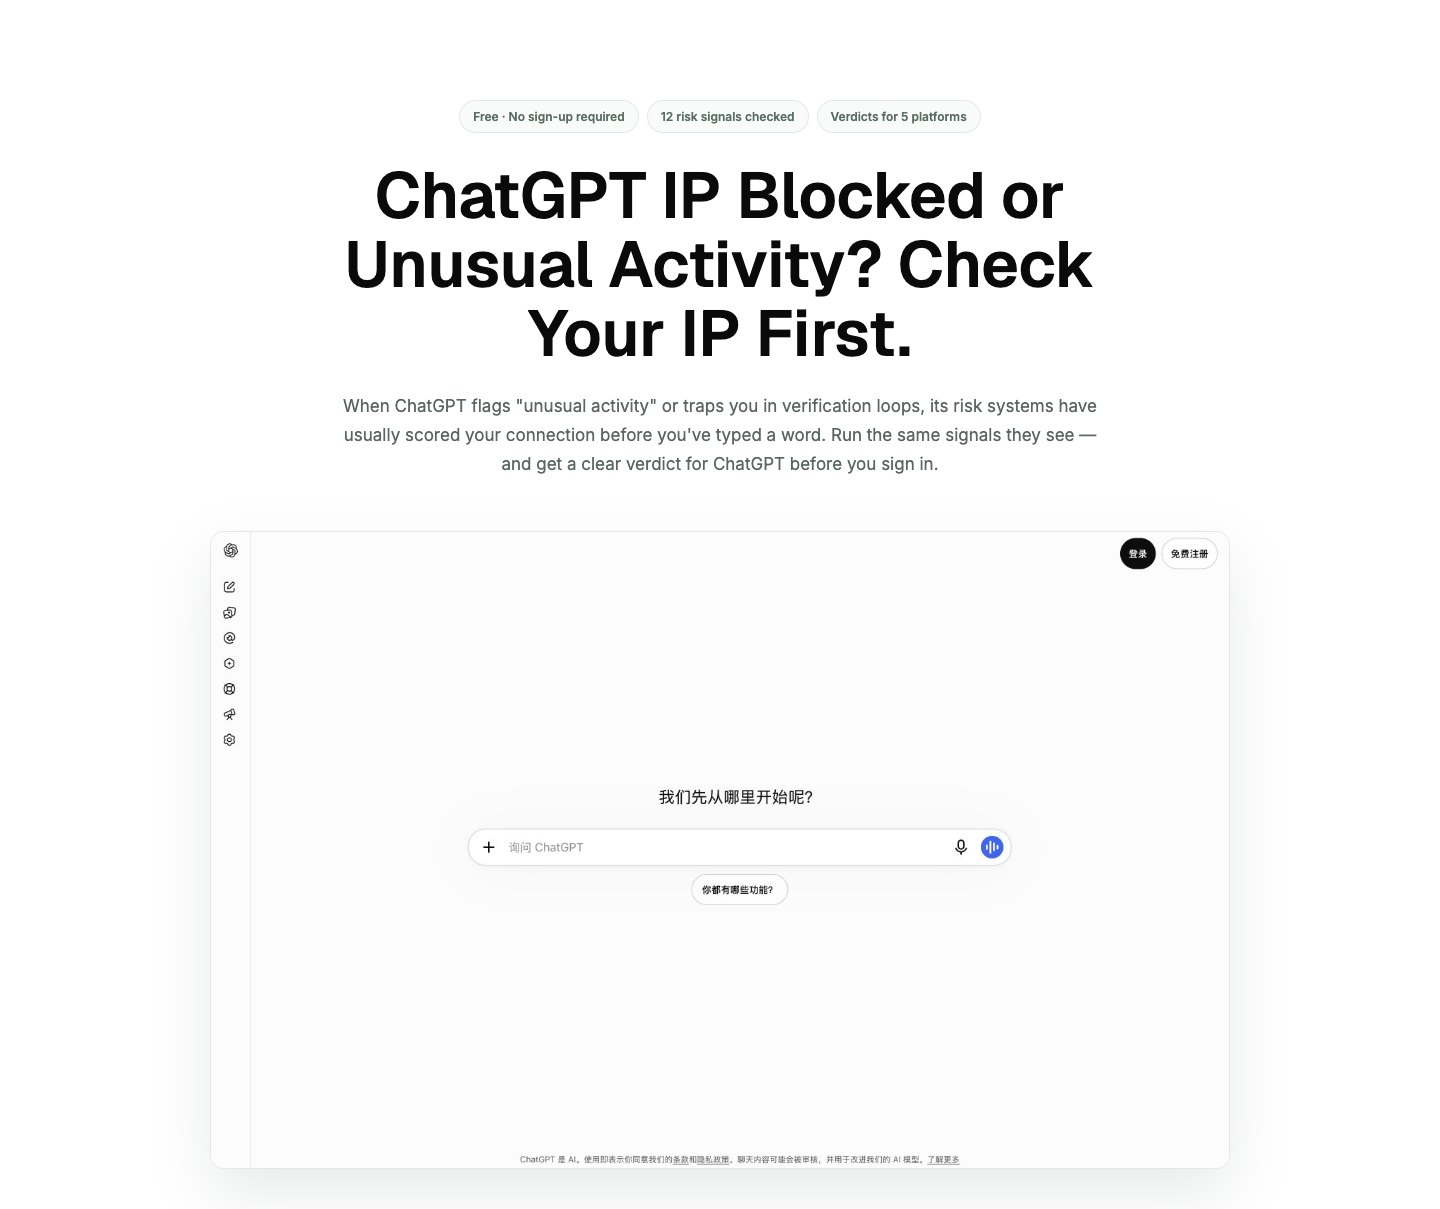 Free · No sign-up required
12 risk signals checked
Verdicts for 5 platforms
ChatGPT IP Blocked or
Unusual Activity? Check
Your IP First.
When ChatGPT flags "unusual activity" or traps you in verification loops, its risk systems have
usually scored your connection before you've typed a word. Run the same signals they see —
and get a clear verdict for ChatGPT before you sign in.
登录
免费注册
我们先从哪里开始呢?
询问 ChatGPT
你都有哪些功能?
ChatGPT 是 AI。使用即表示你同意我们的条款和隐私政策。聊天内容可能会被审核，并用于改进我们的 AI 模型。了解更多